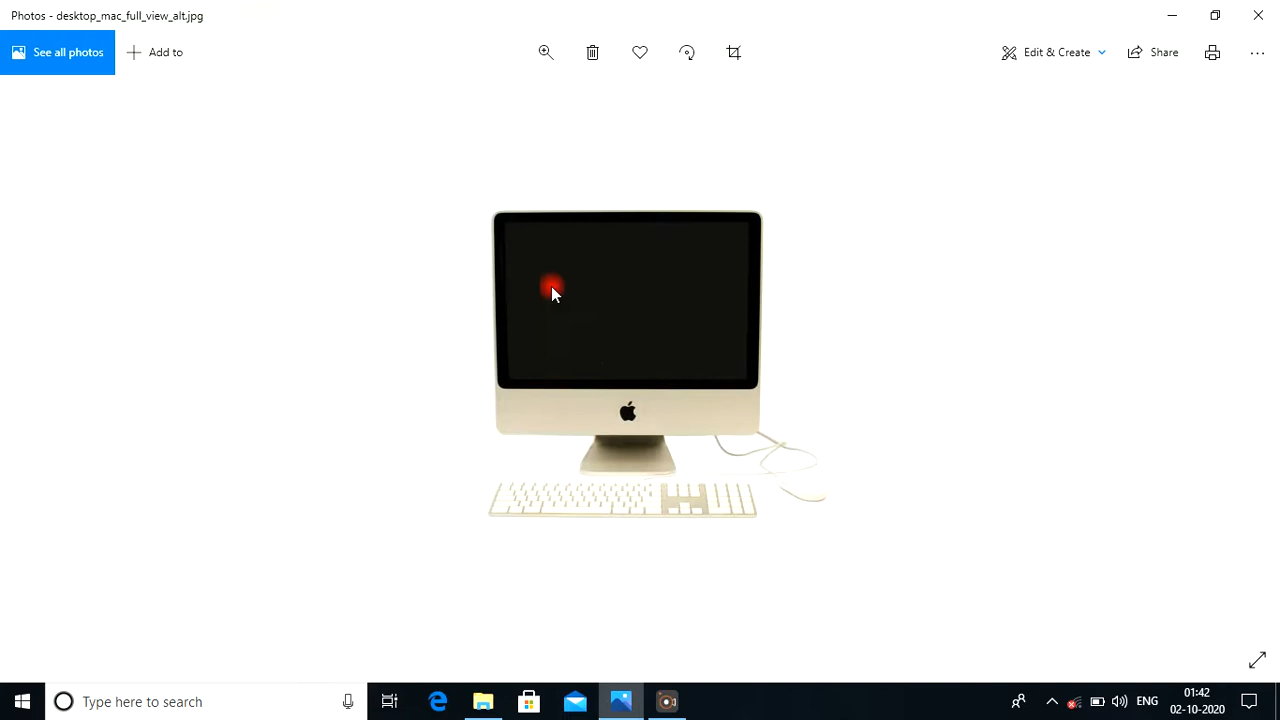 Photos - desktop_mac_full_view_alt.jpg
See all photos
Add to
Edit & Create
Share
Type here to search
ENG
01:42
02-10-2020